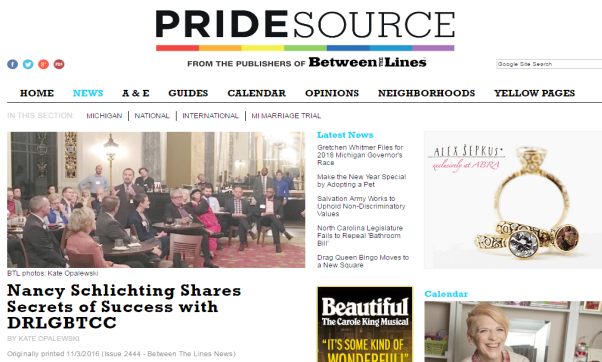 PRIDESOURCE
FROM THE PUBLISHERS OF Between THE Lines
Google Site Search
HOME NEWS A & E GUIDES CALENDAR OPINIONS NEIGHBORHOODS YELLOW PAGES
IN THIS SECTION: MICHIGAN | NATIONAL | INTERNATIONAL | MI MARRIAGE TRIAL
BTL photos: Kate Opalewski
Nancy Schlichting Shares
Secrets of Success with
DRLGBTCC
BY KATE OPALEWSKI
Originally printed 11/3/2016 (Issue 2444 - Between The Lines News)
Latest News
Gretchen Whitmer Files for
2018 Michigan Governor's
Race
Make the New Year Special
by Adopting a Pet
Salvation Army Works to
Uphold Non-Discriminatory
Values
North Carolina Legislature
Fails to Repeal 'Bathroom
Bill'
Drag Queen Bingo Moves to
a New Square
Beautiful
The Carole King Musical
"IT'S SOME KIND OF
WONDERFUL!"
ALEX SEPKUS
exclusively at ABRA
Calendar